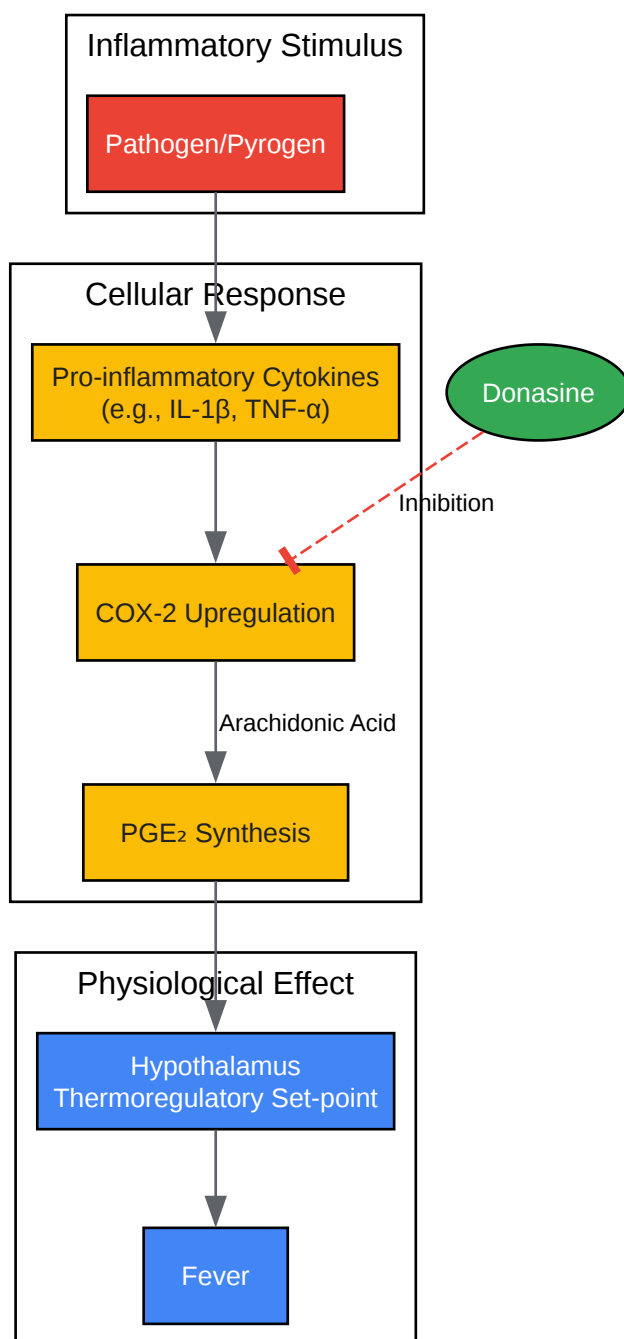 Inflammatory Stimulus
Pathogen/Pyrogen
Cellular Response
Pro-inflammatory Cytokines
(e.g., IL-1β, TNF-α)
Donasine
Inhibition
COX-2 Upregulation
Arachidonic Acid
PGE₂ Synthesis
Physiological Effect
Hypothalamus
Thermoregulatory Set-point
Fever